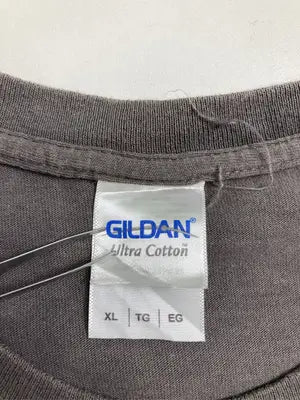 GILDAN®
Ultra Cotton®
XL | TG | EG